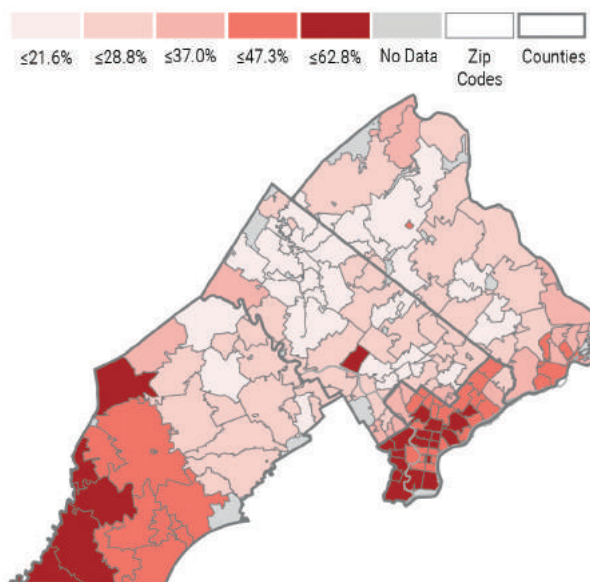 ≤21.6% ≤28.8% ≤37.0% ≤47.3% ≤62.8% No Data Zip Counties
Codes